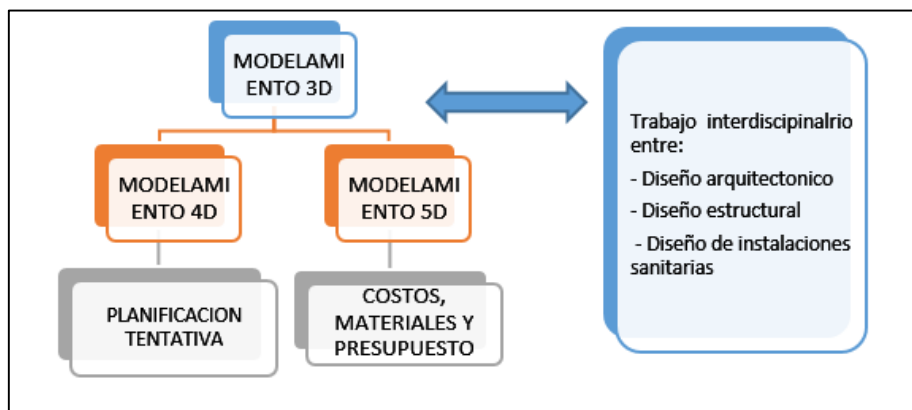 MODELAMI
ENTO 3D
MODELAMI
ENTO 4D
MODELAMI
ENTO 5D
PLANIFICACION
TENTATIVA
COSTOS,
MATERIALES Y
PRESUPUESTO
Trabajo interdiscipinalrio
entre:
- Diseño arquitectonico
- Diseño estructural
- Diseño de instalaciones
sanitarias